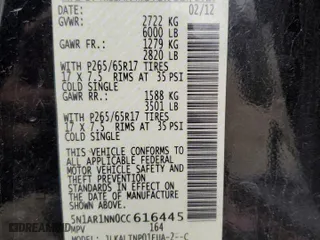 DATE: 02/12
GVWR: 2722 KG
6000 LB
GAWR FR.: 1279 KG
2820 LB
WITH P265/65R17 TIRES
17 X 7.5 RIMS AT 35 PSI
COLD SINGLE
GAWR RR.: 1588 KG
3501 LB
WITH P265/65R17 TIRES
17 X 7.5 RIMS AT 35 PSI
COLD SINGLE
THIS VEHICLE CONFORMS TO
ALL APPLICABLE FEDERAL
MOTOR VEHICLE SAFETY AND
THEFT PREVENTION STANDARDS
IN EFFECT ON THE DATE OF
MANUFACTURE SHOWN ABOVE.
5N1AR1NN0CC616445
MPV 164
MODEL: